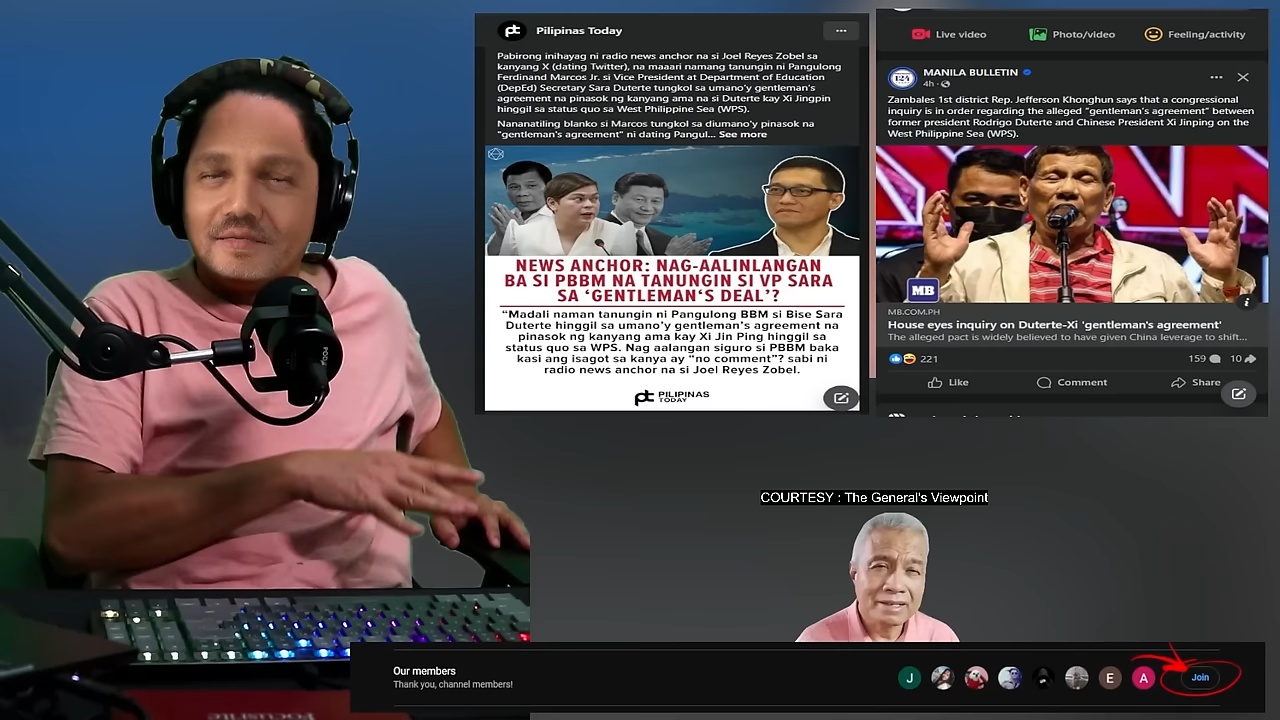 Pilipinas Today
Pabirong inihayag ni radio news anchor na si Joel Reyes Zobel sa
kanyang X (dating Twitter), na maaari namang tanungin ni Pangulong
Ferdinand Marcos Jr. si Vice President at Department of Education
(DepEd) Secretary Sara Duterte tungkol sa umano'y gentleman's
agreement na pinasok ng kanyang ama na si Duterte kay Xi Jingpin
hinggil sa status quo sa West Philippine Sea (WPS).
Nananatiling blanko si Marcos tungkol sa diumano'y pinasok na
"gentleman's agreement" ni dating Pangul... See more
NEWS ANCHOR: NAG-AALINLANGAN
BA SI PBBM NA TANUNGIN SI VP SARA
SA 'GENTLEMAN'S DEAL'?
"Madali naman tanungin ni Pangulong BBM si Bise Sara
Duterte hinggil sa umano'y gentleman's agreement na
pinasok ng kanyang ama kay Xi Jin Ping hinggil sa
status quo sa WPS. Nag aalangan siguro si PBBM baka
kasi ang isagot sa kanya ay "no comment"? sabi ni
radio news anchor na si Joel Reyes Zobel.
pt PILIPINAS
TODAY
Live video
Photo/video
Feeling/activity
MANILA BULLETIN
4h
Zambales 1st district Rep. Jefferson Khonghun says that a congressional
inquiry is in order regarding the alleged "gentleman's agreement" between
former president Rodrigo Duterte and Chinese President Xi Jinping on the
West Philippine Sea (WPS).
MB
MB.COM.PH
House eyes inquiry on Duterte-Xi 'gentleman's agreement'
The alleged pact is widely believed to have given China leverage to shift...
221
159
10
Like
Comment
Share
COURTESY : The General's Viewpoint
Our members
Thank you, channel members!
J
E
A
Join